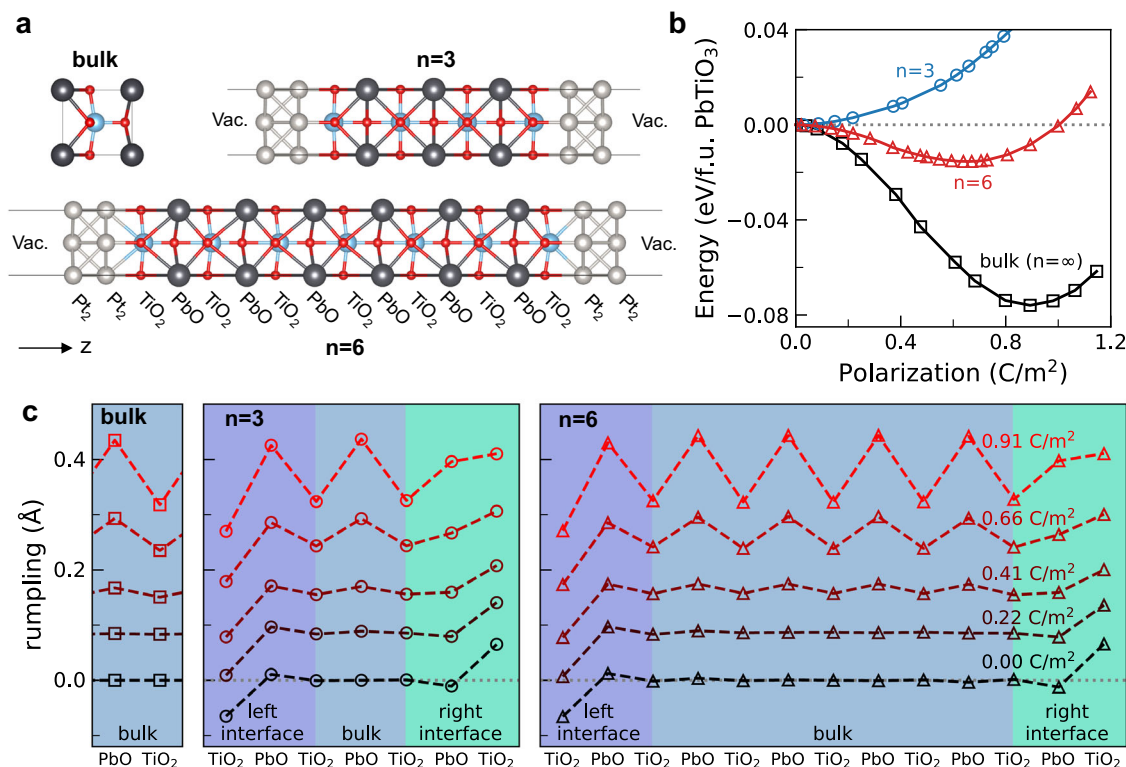 a
bulk
n=3
Vac.
Vac.
Vac.
Vac.
Pt₂
Pt₂
TiO₂
PbO
TiO₂
PbO
TiO₂
PbO
TiO₂
PbO
TiO₂
PbO
TiO₂
PbO
TiO₂
Pt₂
Pt₂
z
n=6
b
Energy (eV/f.u. PbTiO₃)
0.04
0.00
−0.04
−0.08
n=3
n=6
bulk (n=∞)
0.0 0.4 0.8 1.2
Polarization (C/m²)
c
rumpling (Å)
0.4
0.2
0.0
bulk
bulk
PbO TiO₂
n=3
left interface
bulk
right interface
TiO₂ PbO TiO₂ PbO TiO₂ PbO TiO₂
n=6
0.91 C/m²
0.66 C/m²
0.41 C/m²
0.22 C/m²
0.00 C/m²
left interface
bulk
right interface
TiO₂ PbO TiO₂ PbO TiO₂ PbO TiO₂ PbO TiO₂ PbO TiO₂ PbO TiO₂